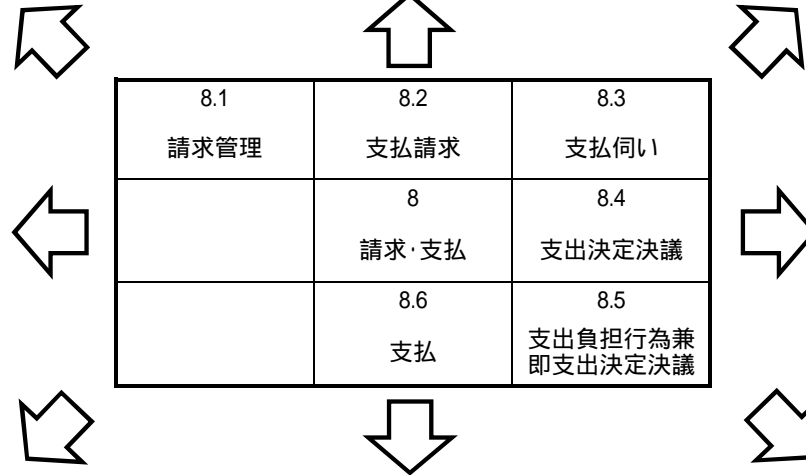 8.1
請求管理
8.2
支払請求
8.3
支払伺い
8
請求・支払
8.4
支出決定決議
8.6
支払
8.5
支出負担行為兼
即支出決定決議